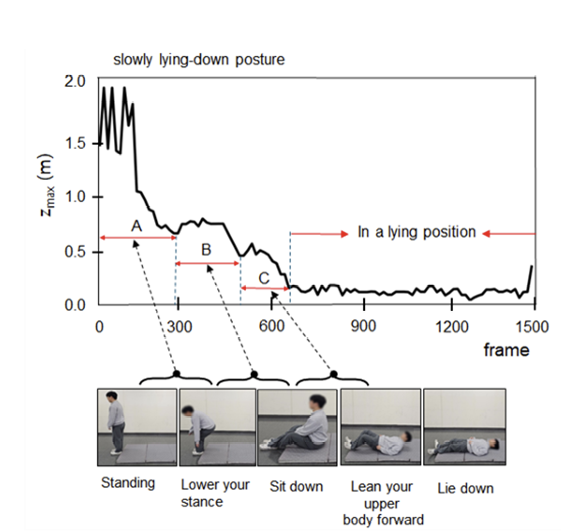 slowly lying-down posture
2.0
1.5
1.0
0.5
0.0
z_max (m)
A
B
C
In a lying position
0
300
600
900
1200
1500
frame
Standing
Lower your
stance
Sit down
Lean your
upper
body forward
Lie down